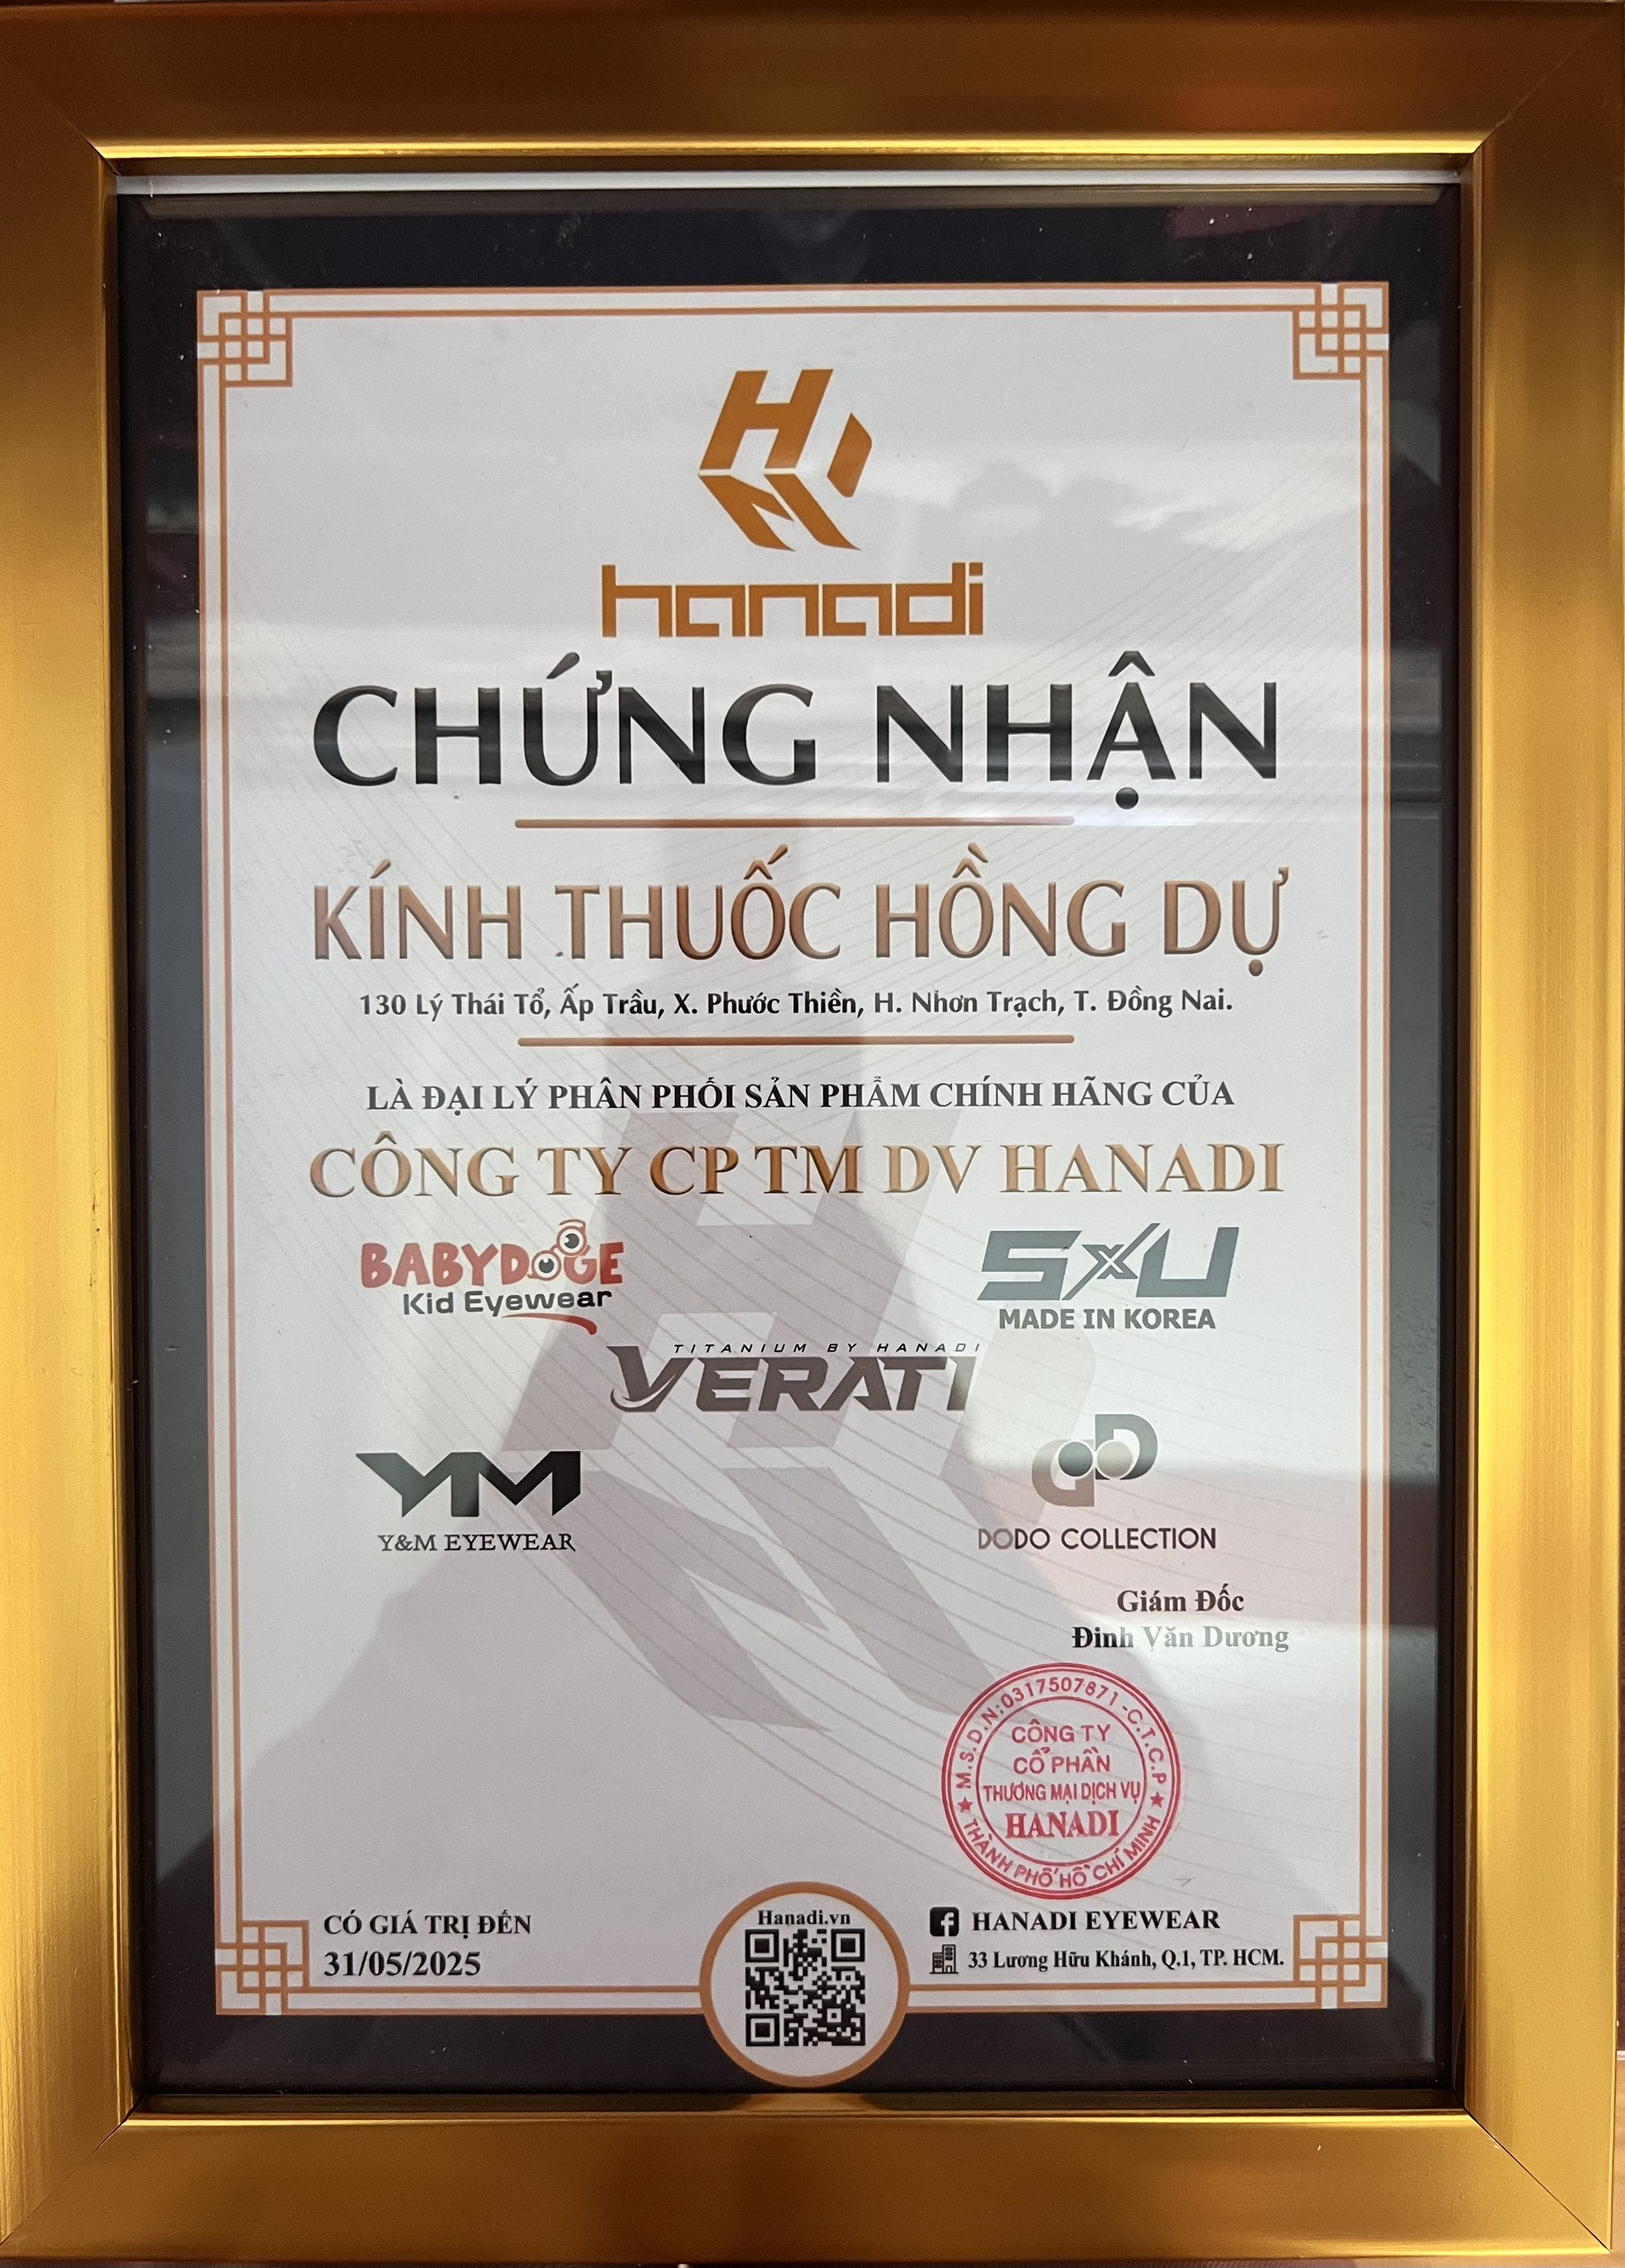 hanadi
CHỨNG NHẬN
KÍNH THUỐC HỒNG DỰ
130 Lý Thái Tổ, Ấp Trầu, X. Phước Thiền, H. Nhơn Trạch, T. Đồng Nai.
LÀ ĐẠI LÝ PHÂN PHỐI SẢN PHẨM CHÍNH HÃNG CỦA
CÔNG TY CP TM DV HANADI
BABYDOGE
Kid Eyewear
SXU
MADE IN KOREA
TITANIUM BY HANADI
VERATI
YM
Y&M EYEWEAR
DODO COLLECTION
Giám Đốc
Đinh Văn Dương
M.S.D.N:0317507671-C.T.C.P
CÔNG TY
CỔ PHẦN
THƯƠNG MẠI DỊCH VỤ
HANADI
THÀNH PHỐ HỒ CHÍ MINH
CÓ GIÁ TRỊ ĐẾN
31/05/2025
Hanadi.vn
HANADI EYEWEAR
33 Lương Hữu Khánh, Q.1, TP. HCM.